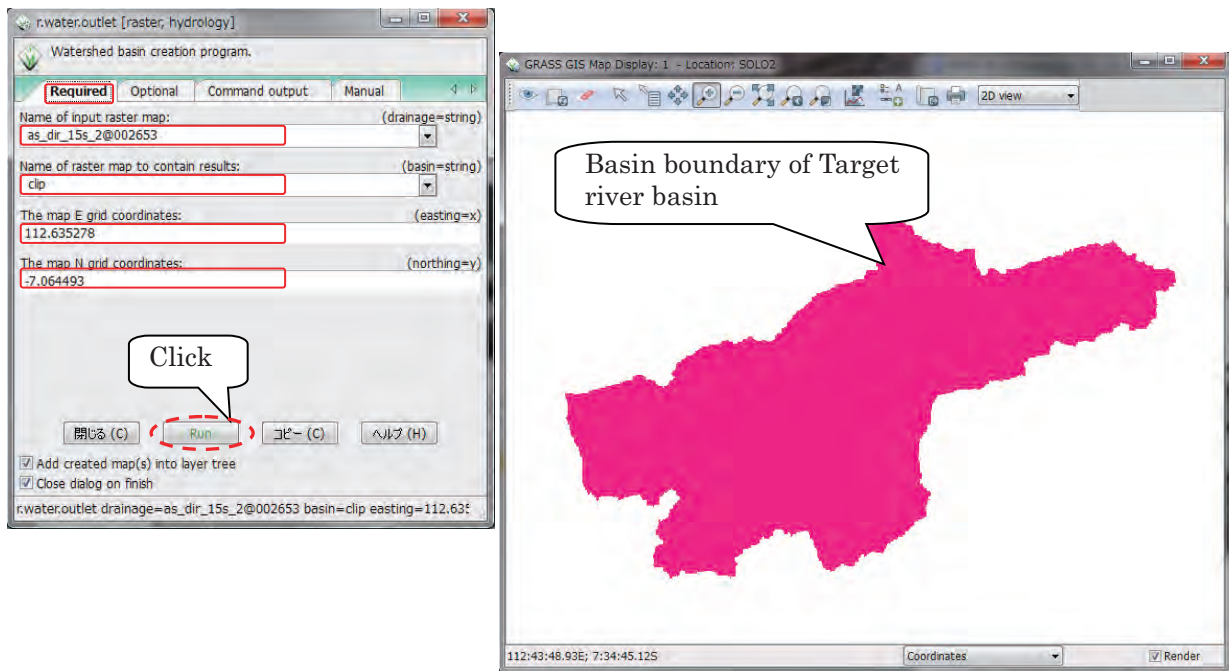 r.water.outlet [raster, hydrology]
Watershed basin creation program.
Required Optional Command output Manual
Name of input raster map: (drainage=string)
as_dir_15s_2@002653
Name of raster map to contain results: (basin=string)
clip
The map E grid coordinates: (easting=x)
112.635278
The map N grid coordinates: (northing=y)
-7.064493
Click
閉じる (C) Run コピー (C) ヘルプ (H)
Add created map(s) into layer tree
Close dialog on finish
r.water.outlet drainage=as_dir_15s_2@002653 basin=clip easting=112.635
GRASS GIS Map Display: 1 - Location: SOLO2
2D view
Basin boundary of Target
river basin
112:43:48.93E; 7:34:45.12S Coordinates Render